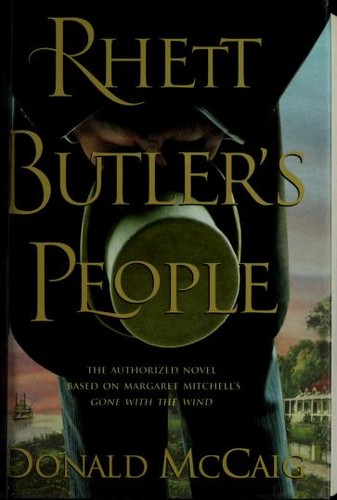 RHETT
BUTLER'S
PEOPLE
THE AUTHORIZED NOVEL
BASED ON MARGARET MITCHELL'S
GONE WITH THE WIND
DONALD MCCAIG